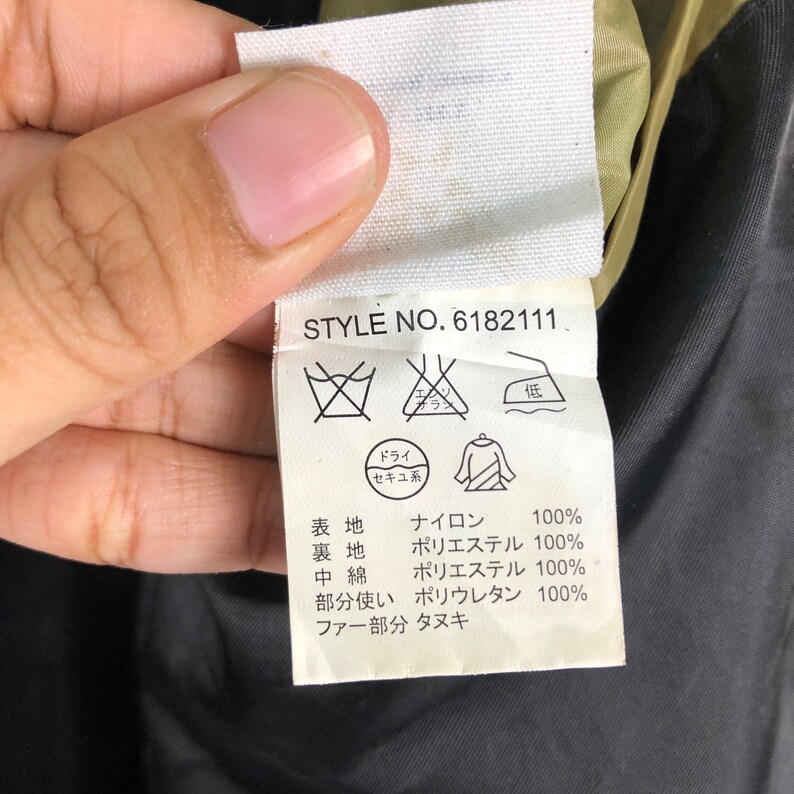 STYLE NO. 6182111
エンソ
サラシ
低
ドライ
セキユ系
表 地 ナイロン 100%
裏 地 ポリエステル 100%
中 綿 ポリエステル 100%
部分使い ポリウレタン 100%
ファー部分 タヌキ